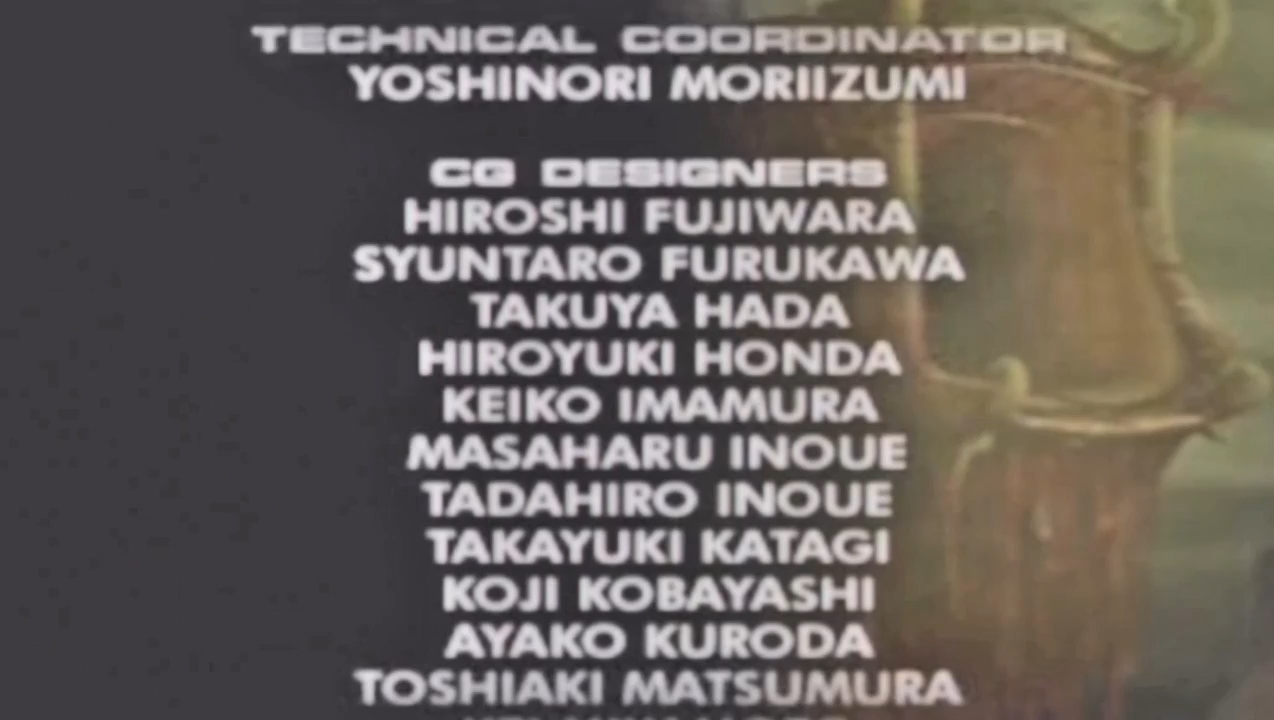 TECHNICAL COORDINATOR
YOSHINORI MORIIZUMI
CG DESIGNERS
HIROSHI FUJIWARA
SYUNTARO FURUKAWA
TAKUYA HADA
HIROYUKI HONDA
KEIKO IMAMURA
MASAHARU INOUE
TADAHIRO INOUE
TAKAYUKI KATAGI
KOJI KOBAYASHI
AYAKO KURODA
TOSHIAKI MATSUMURA